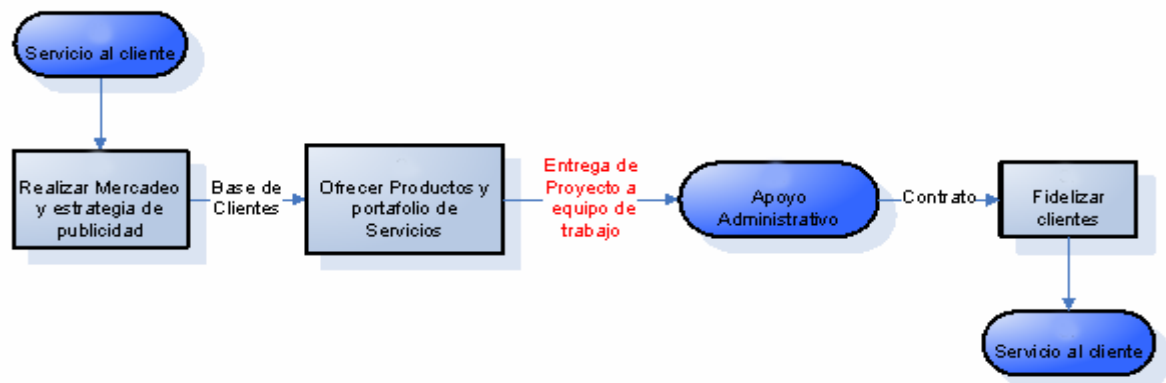 Servicio al cliente
Realizar Mercadeo
y estrategia de
publicidad
Base de
Clientes
Ofrecer Productos y
portafolio de
Servicios
Entrega de
Proyecto a
equipo de
trabajo
Apoyo
Administrativo
Contrato
Fidelizar
clientes
Servicio al cliente